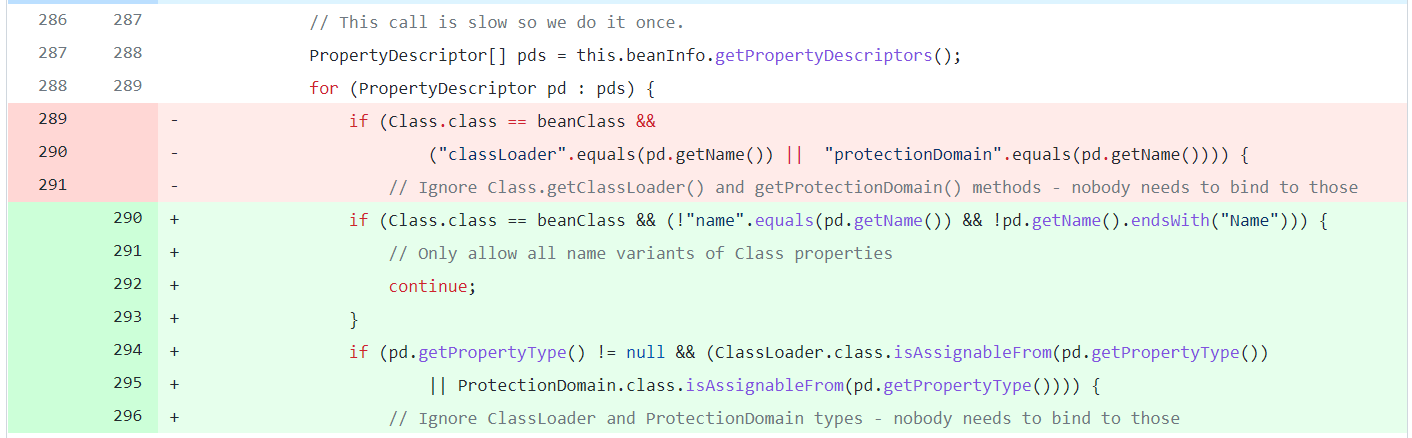 286 287 // This call is slow so we do it once.
287 288 PropertyDescriptor[] pds = this.beanInfo.getPropertyDescriptors();
288 289 for (PropertyDescriptor pd : pds) {
289 - if (Class.class == beanClass &&
290 - ("classLoader".equals(pd.getName()) ||  "protectionDomain".equals(pd.getName()))) {
291 - // Ignore Class.getClassLoader() and getProtectionDomain() methods - nobody needs to bind to those
290 + if (Class.class == beanClass && (!"name".equals(pd.getName()) && !pd.getName().endsWith("Name"))) {
291 + // Only allow all name variants of Class properties
292 + continue;
293 + }
294 + if (pd.getPropertyType() != null && (ClassLoader.class.isAssignableFrom(pd.getPropertyType())
295 + || ProtectionDomain.class.isAssignableFrom(pd.getPropertyType()))) {
296 + // Ignore ClassLoader and ProtectionDomain types - nobody needs to bind to those